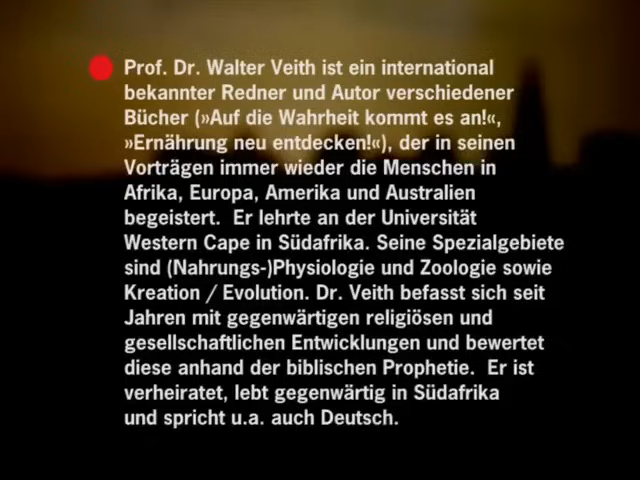 Prof. Dr. Walter Veith ist ein international
bekannter Redner und Autor verschiedener
Bücher (»Auf die Wahrheit kommt es an!«,
»Ernährung neu entdecken!«), der in seinen
Vorträgen immer wieder die Menschen in
Afrika, Europa, Amerika und Australien
begeistert.  Er lehrte an der Universität
Western Cape in Südafrika. Seine Spezialgebiete
sind (Nahrungs-)Physiologie und Zoologie sowie
Kreation / Evolution. Dr. Veith befasst sich seit
Jahren mit gegenwärtigen religiösen und
gesellschaftlichen Entwicklungen und bewertet
diese anhand der biblischen Prophetie.  Er ist
verheiratet, lebt gegenwärtig in Südafrika
und spricht u.a. auch Deutsch.